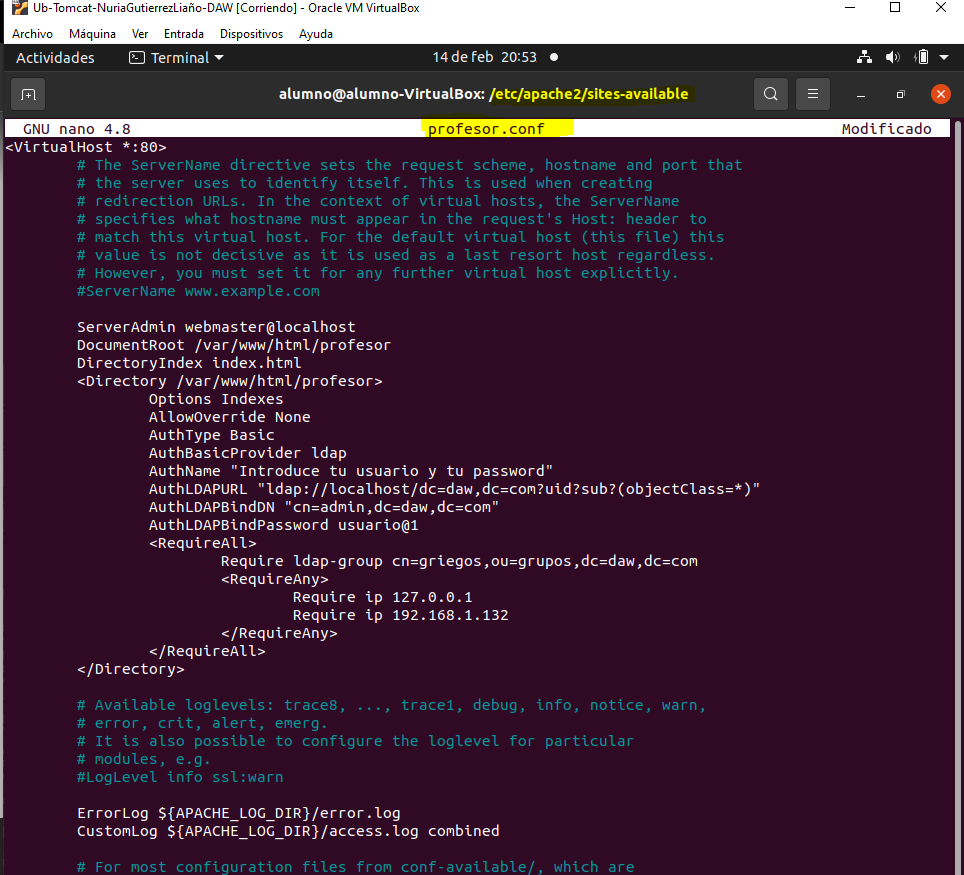 Ub-Tomcat-NuriaGutierrezLiaño-DAW [Corriendo] - Oracle VM VirtualBox
Archivo Máquina Ver Entrada Dispositivos Ayuda
Actividades Terminal 14 de feb 20:53
alumno@alumno-VirtualBox: /etc/apache2/sites-available
GNU nano 4.8 profesor.conf Modificado
<VirtualHost *:80>
# The ServerName directive sets the request scheme, hostname and port that
# the server uses to identify itself. This is used when creating
# redirection URLs. In the context of virtual hosts, the ServerName
# specifies what hostname must appear in the request's Host: header to
# match this virtual host. For the default virtual host (this file) this
# value is not decisive as it is used as a last resort host regardless.
# However, you must set it for any further virtual host explicitly.
#ServerName www.example.com
ServerAdmin webmaster@localhost
DocumentRoot /var/www/html/profesor
DirectoryIndex index.html
<Directory /var/www/html/profesor>
Options Indexes
AllowOverride None
AuthType Basic
AuthBasicProvider ldap
AuthName "Introduce tu usuario y tu password"
AuthLDAPURL "ldap://localhost/dc=daw,dc=com?uid?sub?(objectClass=*)"
AuthLDAPBindDN "cn=admin,dc=daw,dc=com"
AuthLDAPBindPassword usuario@1
<RequireAll>
Require ldap-group cn=griegos,ou=grupos,dc=daw,dc=com
<RequireAny>
Require ip 127.0.0.1
Require ip 192.168.1.132
</RequireAny>
</RequireAll>
</Directory>
# Available loglevels: trace8, ..., trace1, debug, info, notice, warn,
# error, crit, alert, emerg.
# It is also possible to configure the loglevel for particular
# modules, e.g.
#LogLevel info ssl:warn
ErrorLog ${APACHE_LOG_DIR}/error.log
CustomLog ${APACHE_LOG_DIR}/access.log combined
# For most configuration files from conf-available/, which are